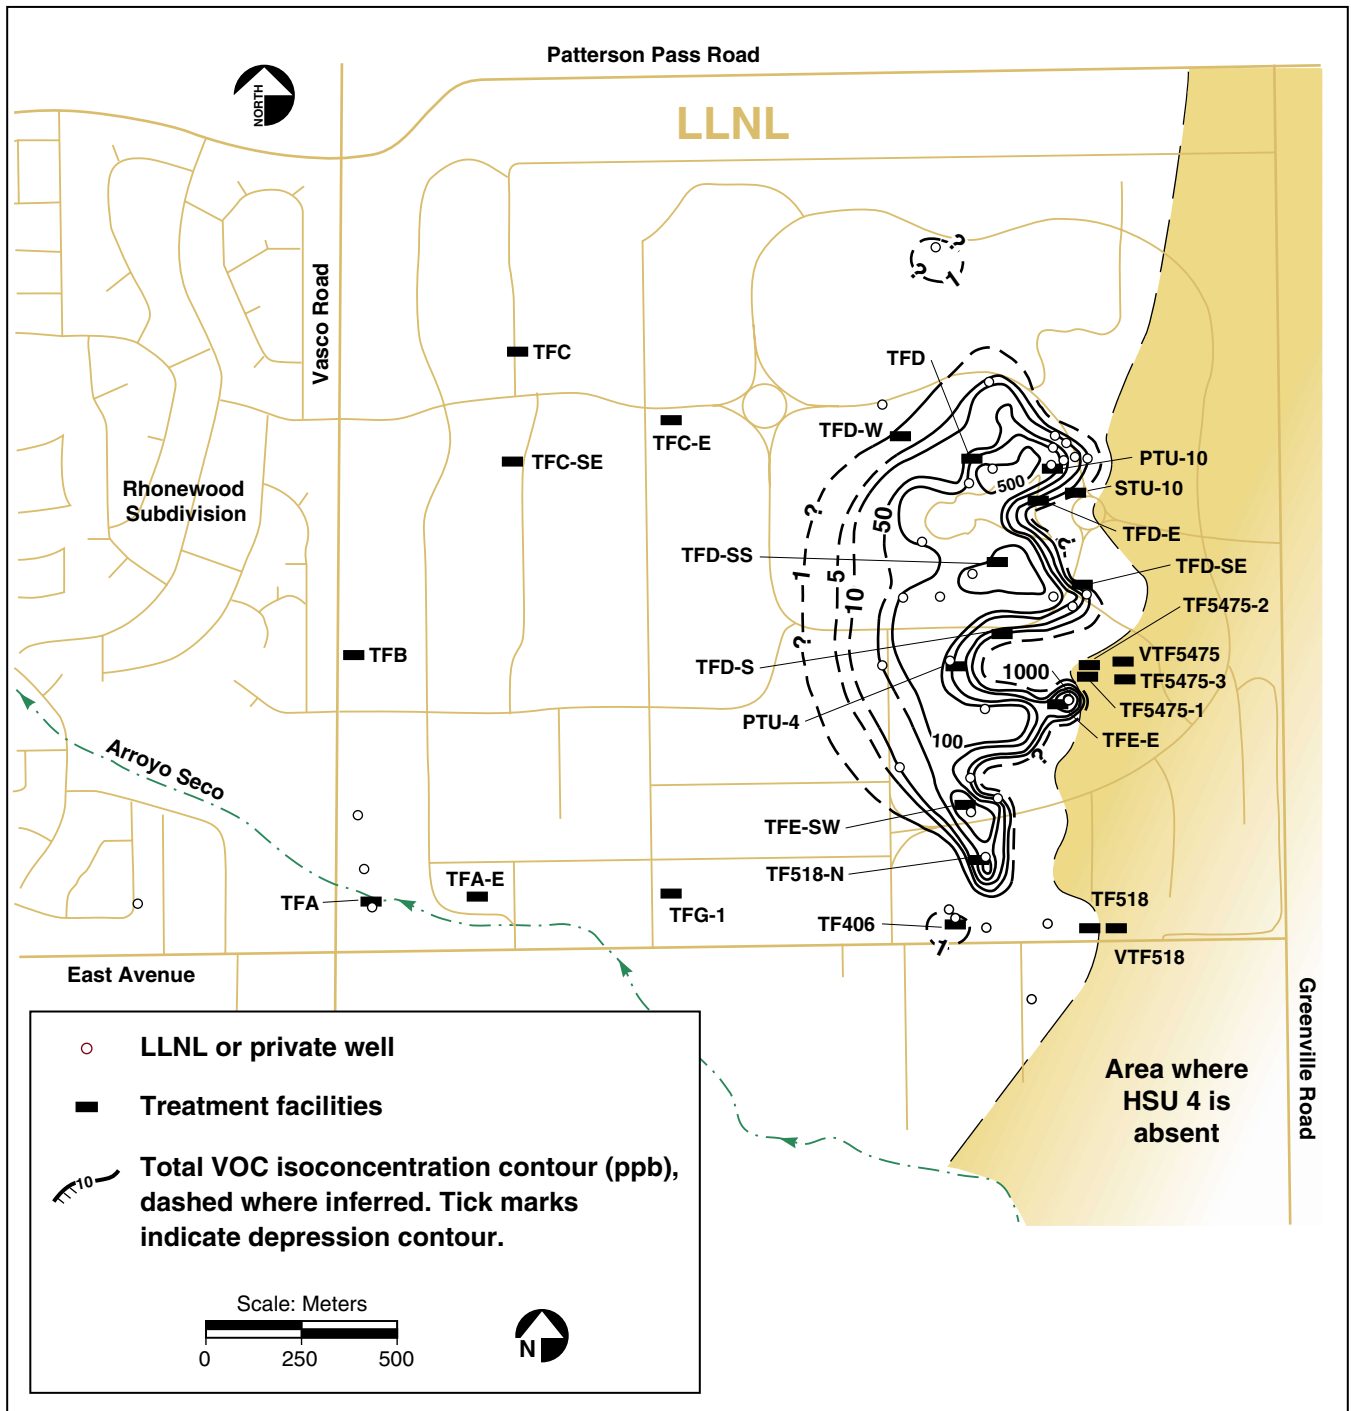 Patterson Pass Road
NORTH
LLNL
Vasco Road
?
?
1
TFC
TFD
TFC-E
TFD-W
TFC-SE
PTU-10
500
STU-10
Rhonewood
Subdivision
?
50
TFD-E
?
TFD-SS
TFD-SE
1
5
10
TF5475-2
?
TFB
VTF5475
TFD-S
1000
TF5475-3
TF5475-1
PTU-4
TFE-E
100
?
Arroyo Seco
TFE-SW
TF518-N
TFA-E
TFA
TFG-1
TF406
1
TF518
VTF518
East Avenue
Greenville Road
LLNL or private well
Treatment facilities
10
Total VOC isoconcentration contour (ppb),
dashed where inferred. Tick marks
indicate depression contour.
Scale: Meters
0 250 500
N
Area where
HSU 4 is
absent